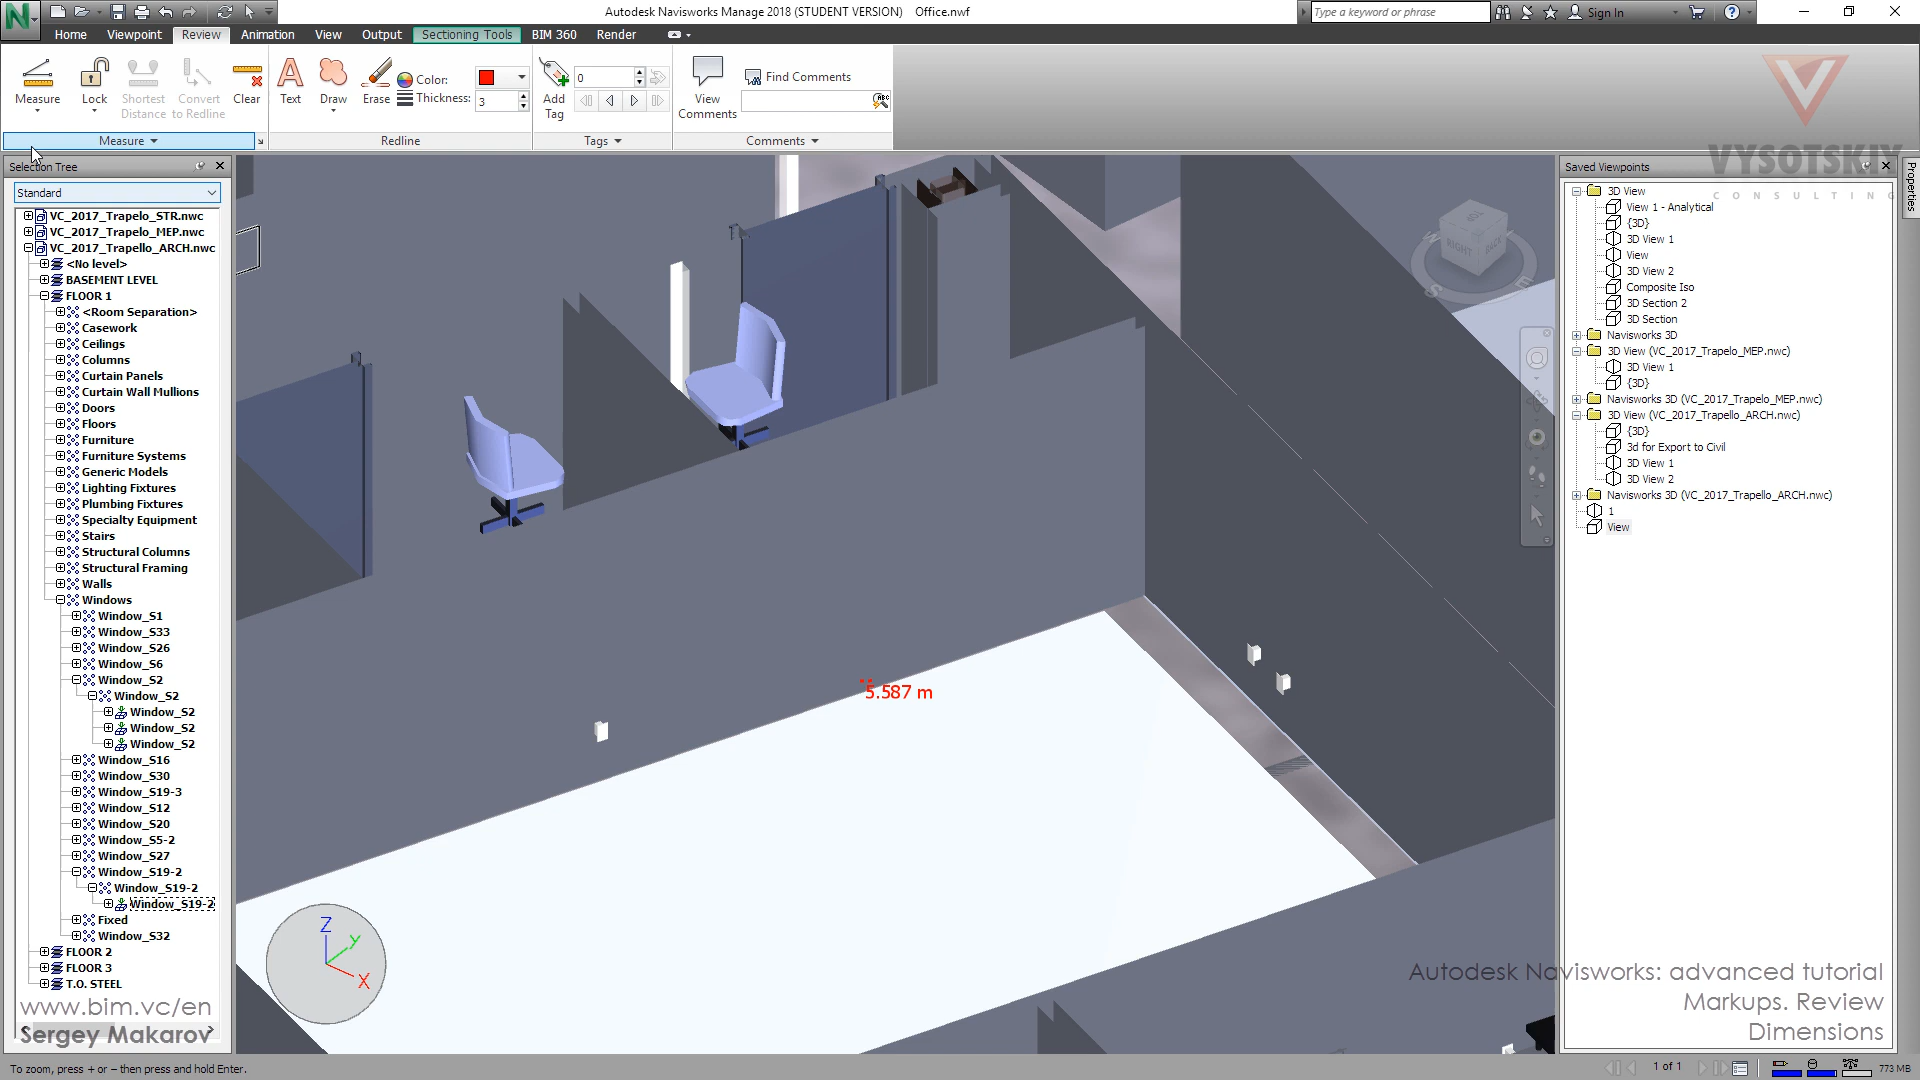 Autodesk Navisworks Manage 2018 (STUDENT VERSION) Office.nwf
Type a keyword or phrase
Sign In
Home Viewpoint Review Animation View Output Sectioning Tools BIM 360 Render
Measure
Lock
Shortest Distance
Convert to Redline
Clear
Text
Draw
Erase
Color:
Thickness: 3
Add Tag
0
View Comments
Find Comments
Measure
Redline
Tags
Comments
Selection Tree
Standard
VC_2017_Trapelo_STR.nwc
VC_2017_Trapelo_MEP.nwc
VC_2017_Trapello_ARCH.nwc
<No level>
BASEMENT LEVEL
FLOOR 1
<Room Separation>
Casework
Ceilings
Columns
Curtain Panels
Curtain Wall Mullions
Doors
Floors
Furniture
Furniture Systems
Generic Models
Lighting Fixtures
Plumbing Fixtures
Specialty Equipment
Stairs
Structural Columns
Structural Framing
Walls
Windows
Window_S1
Window_S33
Window_S26
Window_S6
Window_S2
Window_S2
Window_S2
Window_S2
Window_S2
Window_S16
Window_S30
Window_S19-3
Window_S12
Window_S20
Window_S5-2
Window_S27
Window_S19-2
Window_S19-2
Window_S19-2
Fixed
Window_S32
FLOOR 2
FLOOR 3
T.O. STEEL
www.bim.vc/en
Sergey Makarov
5.587 m
Z
Y
X
TOP
RIGHT
BACK
W
S
E
Saved Viewpoints
Properties
VYSOTSKIY
CONSULTING
3D View
View 1 - Analytical
{3D}
3D View 1
View
3D View 2
Composite Iso
3D Section 2
3D Section
Navisworks 3D
3D View (VC_2017_Trapelo_MEP.nwc)
3D View 1
{3D}
Navisworks 3D (VC_2017_Trapelo_MEP.nwc)
3D View (VC_2017_Trapello_ARCH.nwc)
{3D}
3d for Export to Civil
3D View 1
3D View 2
Navisworks 3D (VC_2017_Trapello_ARCH.nwc)
1
View
Autodesk Navisworks: advanced tutorial
Markups. Review
Dimensions
To zoom, press + or – then press and hold Enter.
1 of 1
773 MB